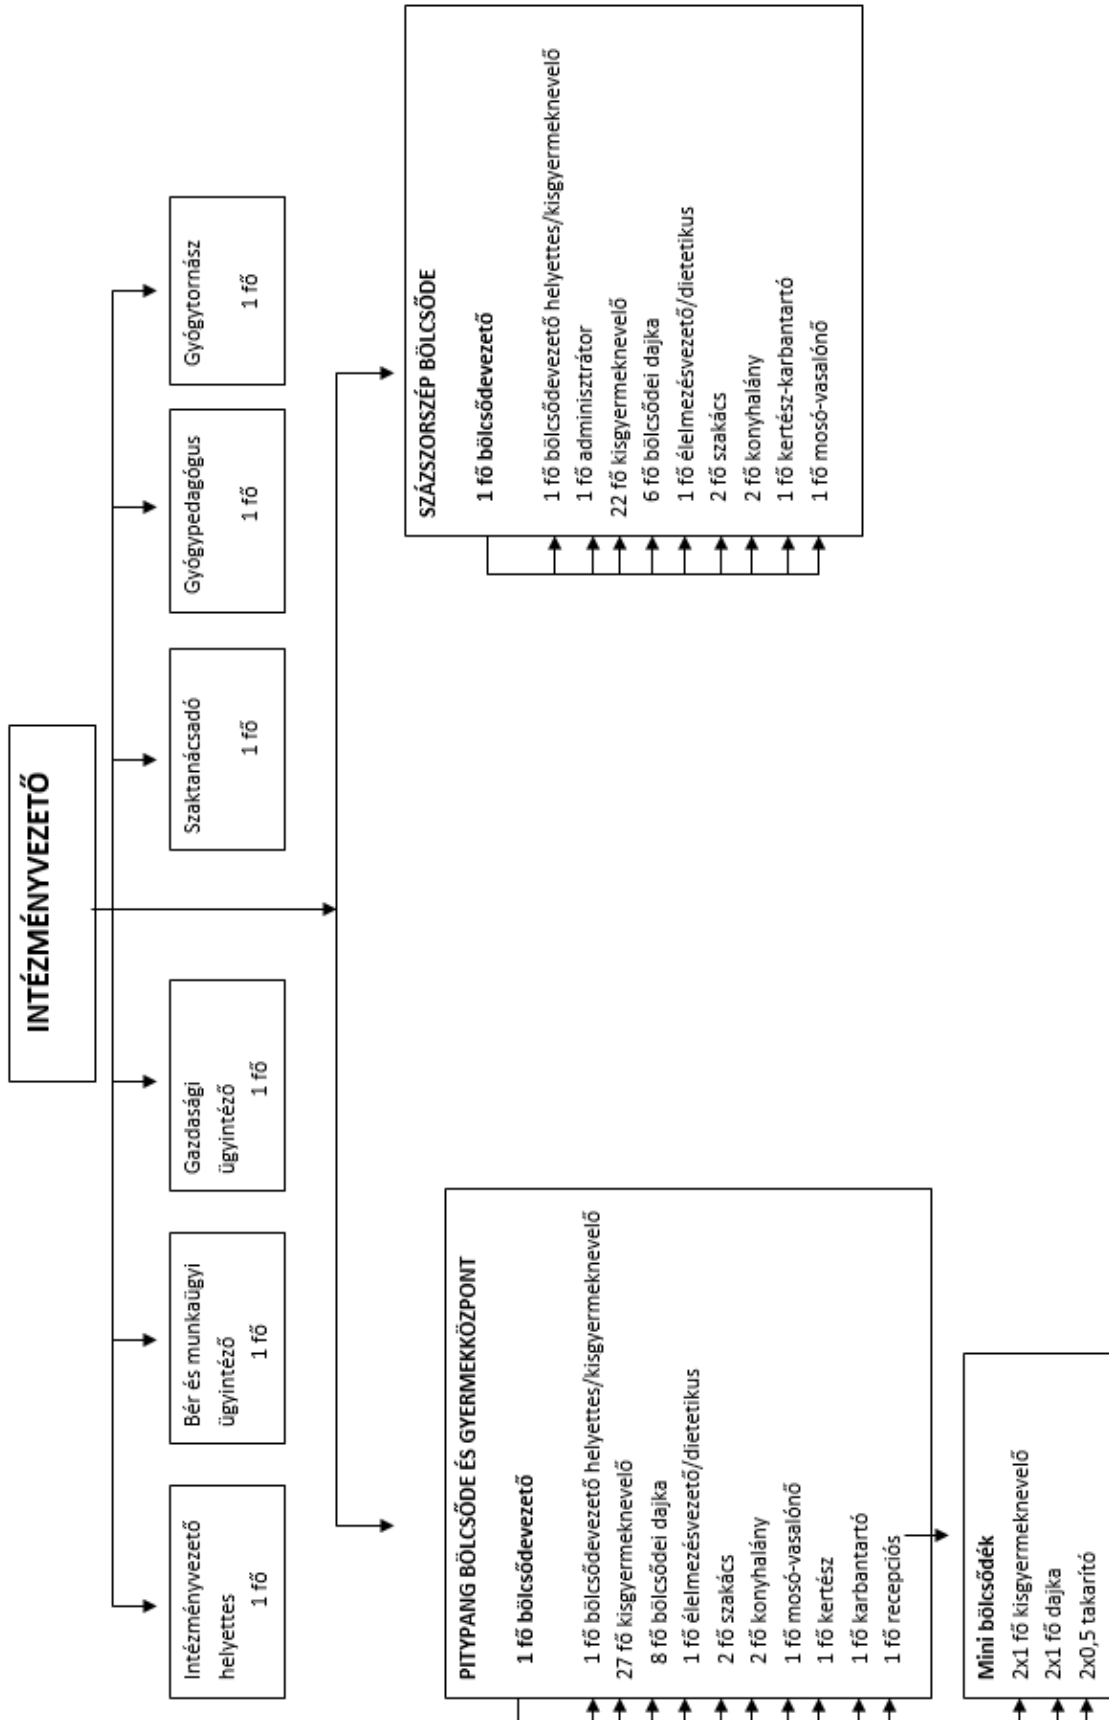 INTÉZMÉNYVEZETŐ
Intézményvezető
helyettes
1 fő
Bér és munkaügyi
ügyintéző
1 fő
Gazdasági
ügyintéző
1 fő
Szaktanácsadó
1 fő
Gyógypedagógus
1 fő
Gyógytornász
1 fő
PITYPANG BÖLCSŐDE ÉS GYERMEKKÖZPONT
1 fő bölcsődevezető
1 fő bölcsődevezető helyettes/kisgyermeknevelő
27 fő kisgyermeknevelő
8 fő bölcsődei dajka
1 fő élelmezésvezető/dietetikus
2 fő szakács
2 fő konyhalány
1 fő mosó-vasalónő
1 fő kertész
1 fő karbantartó
1 fő recepciós
Mini bölcsődék
2x1 fő kisgyermeknevelő
2x1 fő dajka
2x0,5 takarító
SZÁZSZORSZÉP BÖLCSŐDE
1 fő bölcsődevezető
1 fő bölcsődevezető helyettes/kisgyermeknevelő
1 fő adminisztrátor
22 fő kisgyermeknevelő
6 fő bölcsődei dajka
1 fő élelmezésvezető/dietetikus
2 fő szakács
2 fő konyhalány
1 fő kertész-karbantartó
1 fő mosó-vasalónő